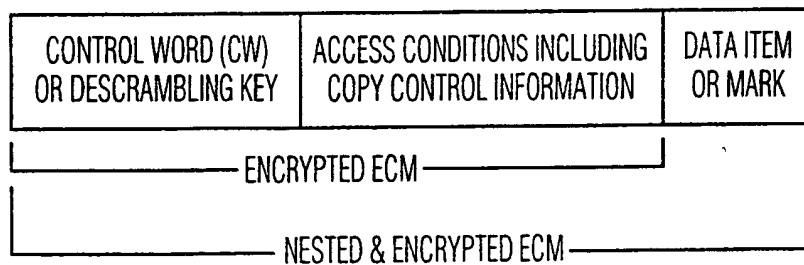 CONTROL WORD (CW)
OR DESCRAMBLING KEY
ACCESS CONDITIONS INCLUDING
COPY CONTROL INFORMATION
DATA ITEM
OR MARK
ENCRYPTED ECM
NESTED & ENCRYPTED ECM